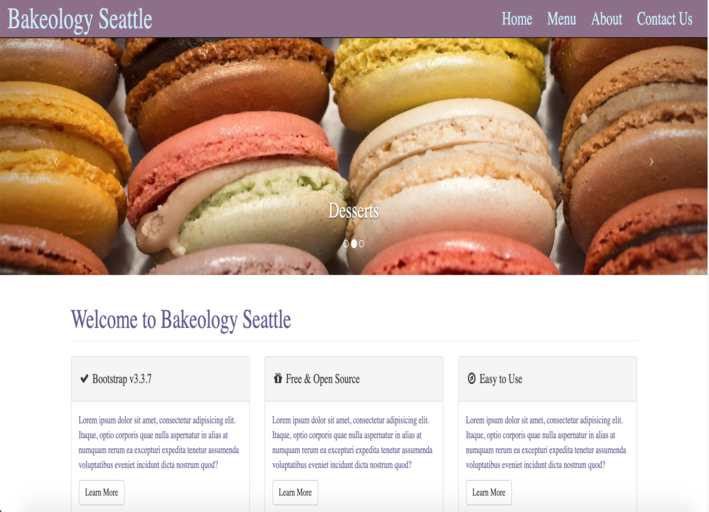 Bakeology Seattle
Home Menu About Contact Us
Desserts
Welcome to Bakeology Seattle
Bootstrap v3.3.7
Free & Open Source
Easy to Use
Lorem ipsum dolor sit amet, consectetur adipisicing elit.
Itaque, optio corporis quae nulla aspernatur in alias at
numquam rerum ea excepturi expedita tenetur assumenda
voluptatibus eveniet incidunt dicta nostrum quod?
Learn More
Lorem ipsum dolor sit amet, consectetur adipisicing elit.
Itaque, optio corporis quae nulla aspernatur in alias at
numquam rerum ea excepturi expedita tenetur assumenda
voluptatibus eveniet incidunt dicta nostrum quod?
Learn More
Lorem ipsum dolor sit amet, consectetur adipisicing elit.
Itaque, optio corporis quae nulla aspernatur in alias at
numquam rerum ea excepturi expedita tenetur assumenda
voluptatibus eveniet incidunt dicta nostrum quod?
Learn More